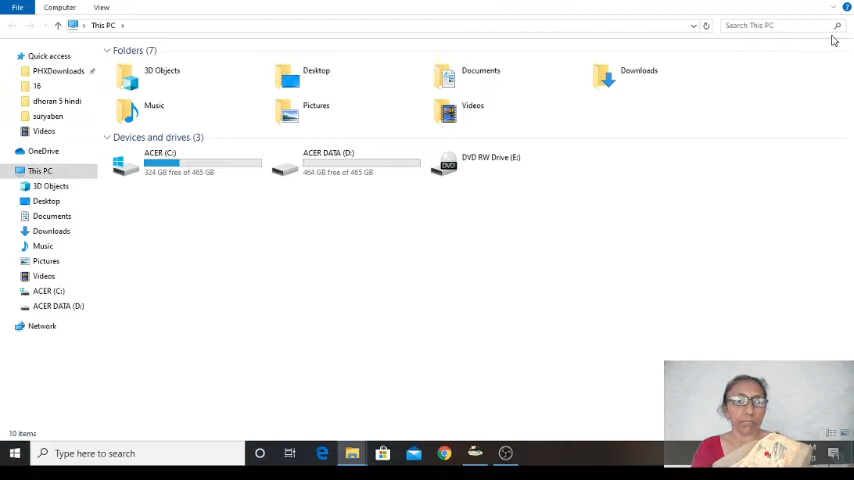 File Computer View
This PC Search This PC
Quick access
PHXDownloads
16
dhoran 5 hindi
suryaben
Videos
OneDrive
This PC
3D Objects
Desktop
Documents
Downloads
Music
Pictures
Videos
ACER (C:)
ACER DATA (D:)
Network
Folders (7)
3D Objects Desktop Documents Downloads
Music Pictures Videos
Devices and drives (3)
ACER (C:)
324 GB free of 465 GB
ACER DATA (D:)
464 GB free of 465 GB
DVD RW Drive (E:)
DVD
10 items
Type here to search